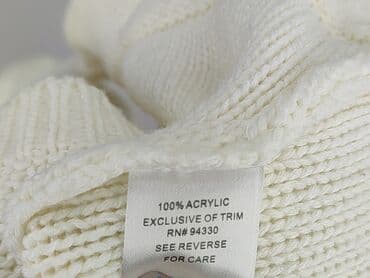 100% ACRYLIC
EXCLUSIVE OF TRIM
RN# 94330
SEE REVERSE
FOR CARE